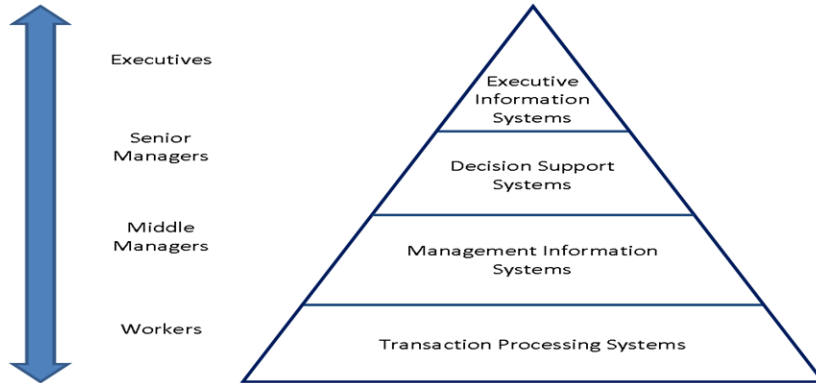 Executives
Executive
Information
Systems
Senior
Managers
Decision Support
Systems
Middle
Managers
Management Information
Systems
Workers
Transaction Processing Systems